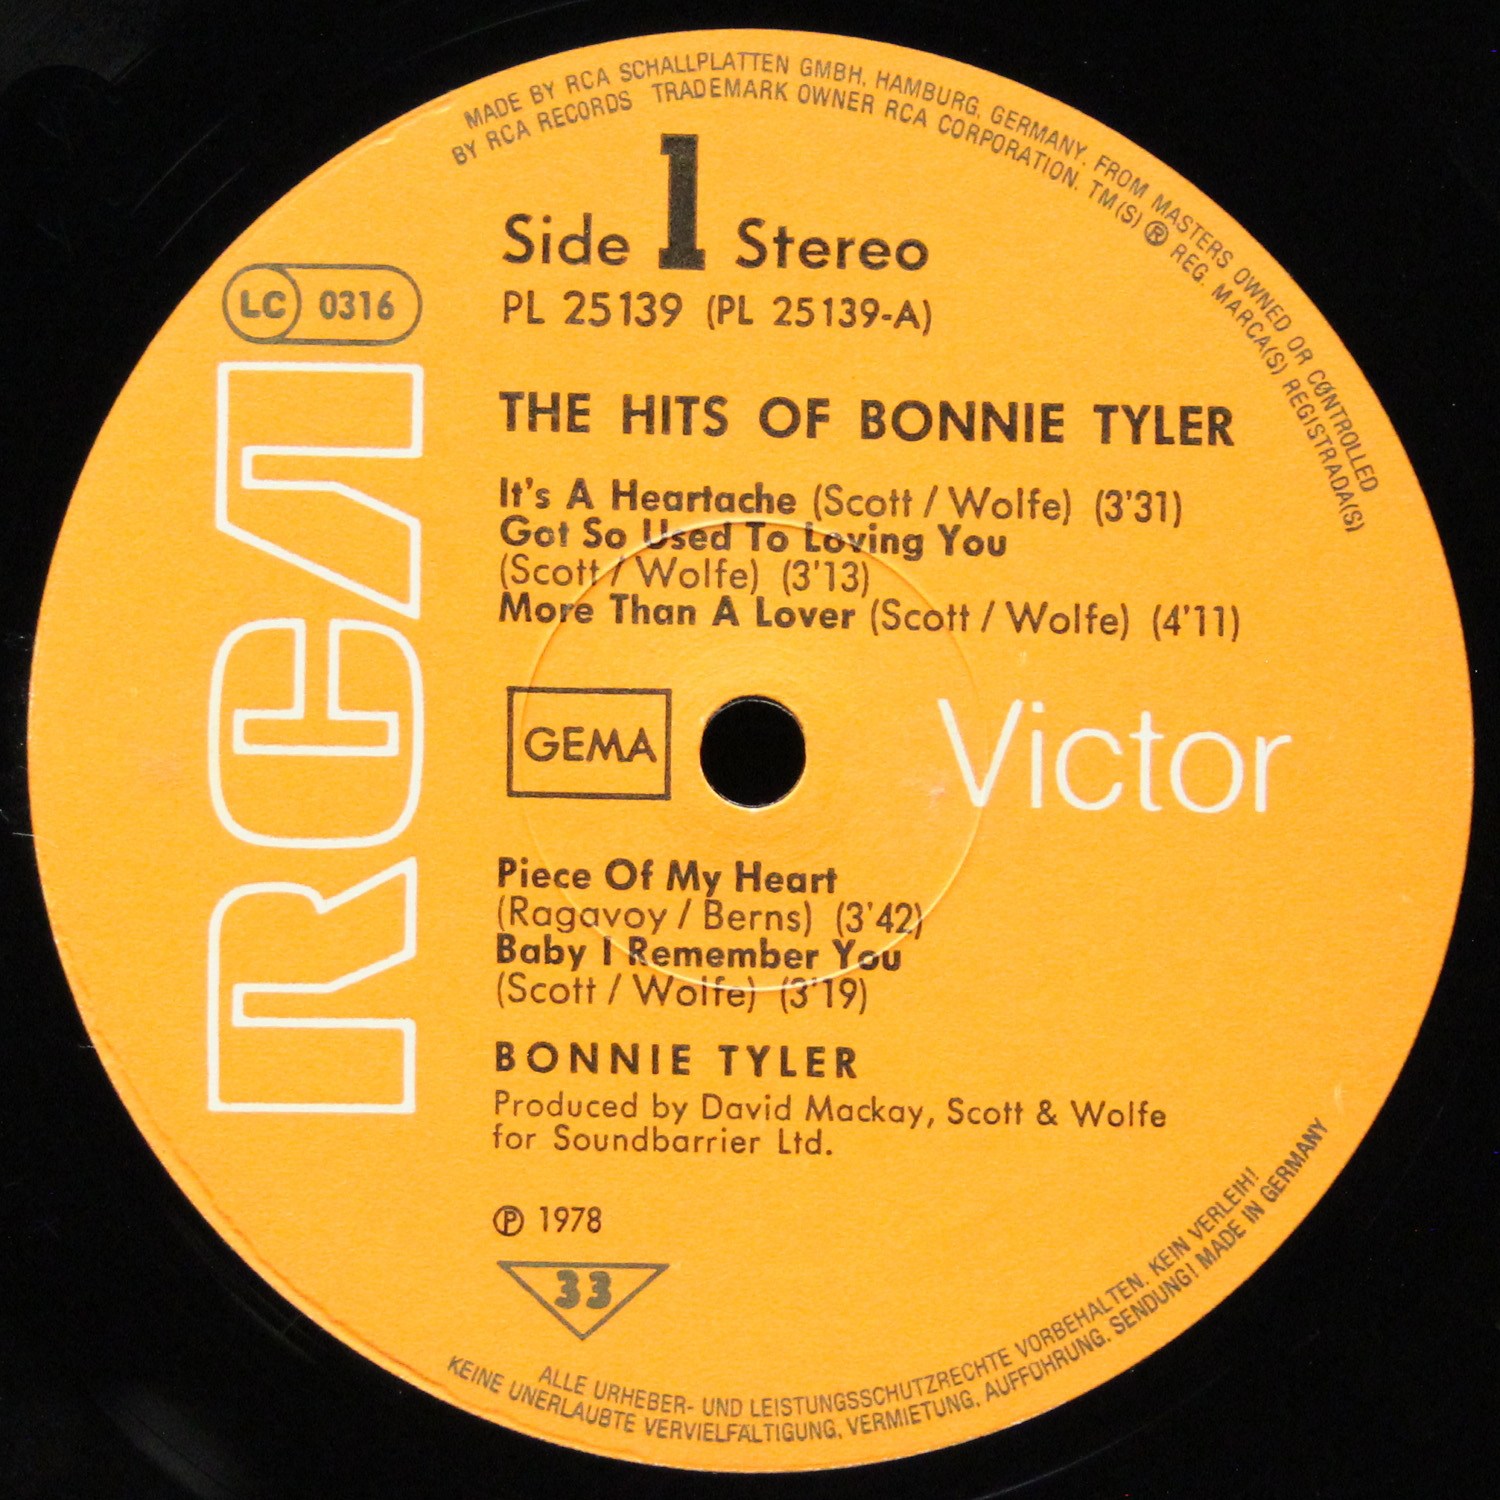 MADE BY RCA SCHALLPLATTEN GMBH, HAMBURG, GERMANY. FROM MASTERS OWNED OR CØNTROLLED
BY RCA RECORDS TRADEMARK OWNER RCA CORPORATION. TM(S) ® REG. MARCA(S) REGISTRADA(S)
Side 1 Stereo
LC 0316
PL 25139 (PL 25139-A)
THE HITS OF BONNIE TYLER
It's A Heartache (Scott / Wolfe) (3'31)
Got So Used To Loving You
(Scott / Wolfe) (3'13)
More Than A Lover (Scott / Wolfe) (4'11)
RCA
GEMA
Victor
Piece Of My Heart
(Ragavoy / Berns) (3'42)
Baby I Remember You
(Scott / Wolfe) (3'19)
BONNIE TYLER
Produced by David Mackay, Scott & Wolfe
for Soundbarrier Ltd.
℗ 1978
33
ALLE URHEBER- UND LEISTUNGSSCHUTZRECHTE VORBEHALTEN. KEIN VERLEIH!
KEINE UNERLAUBTE VERVIELFÄLTIGUNG, VERMIETUNG, AUFFÜHRUNG, SENDUNG! MADE IN GERMANY